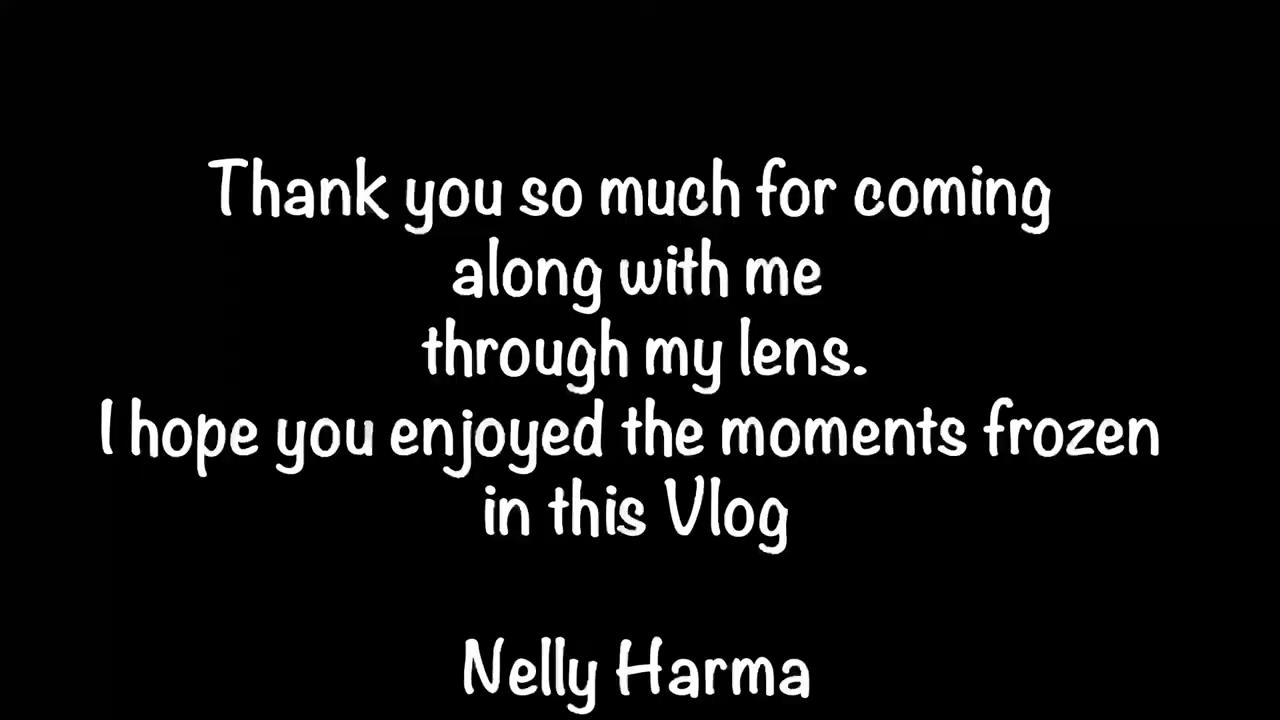 Thank you so much for coming
along with me
through my lens.
I hope you enjoyed the moments frozen
in this Vlog
Nelly Harma